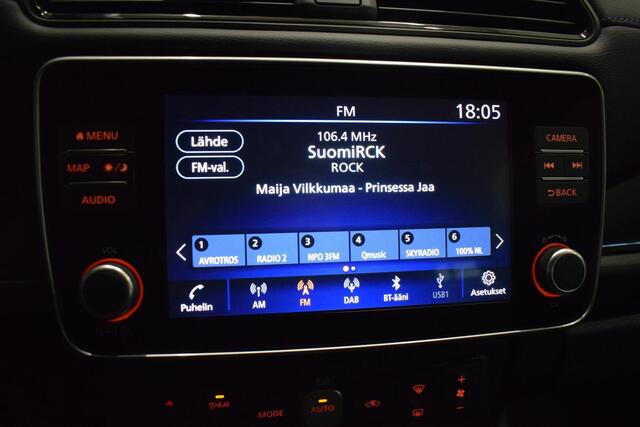 FM 18:05
MENU
MAP
AUDIO
VOL
Lähde
FM-val.
106.4 MHz
SuomiRCK
ROCK
Maija Vilkkumaa - Prinsessa Jaa
1 AVROTROS
2 RADIO 2
3 NPO 3FM
4 Qmusic
5 SKYRADIO
6 100% NL
Puhelin
AM
FM
DAB
BT-ääni
USB1
Asetukset
CAMERA
BACK
HEAT
MODE
AUTO